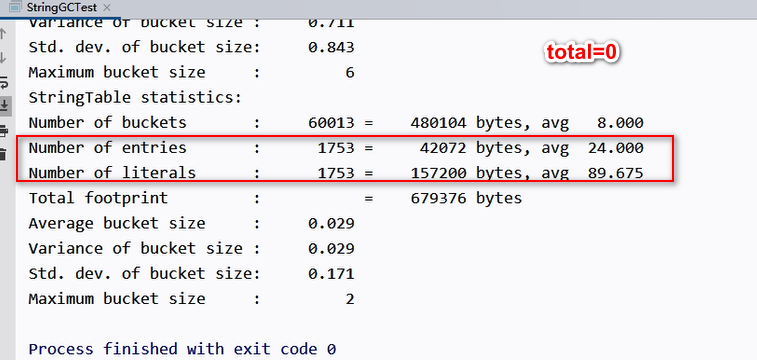 StringGCTest ×
Variance of bucket size : 0.711
Std. dev. of bucket size: 0.843
total=0
Maximum bucket size : 6
StringTable statistics:
Number of buckets : 60013 = 480104 bytes, avg 8.000
Number of entries : 1753 = 42072 bytes, avg 24.000
Number of literals : 1753 = 157200 bytes, avg 89.675
Total footprint : = 679376 bytes
Average bucket size : 0.029
Variance of bucket size : 0.029
Std. dev. of bucket size: 0.171
Maximum bucket size : 2
Process finished with exit code 0